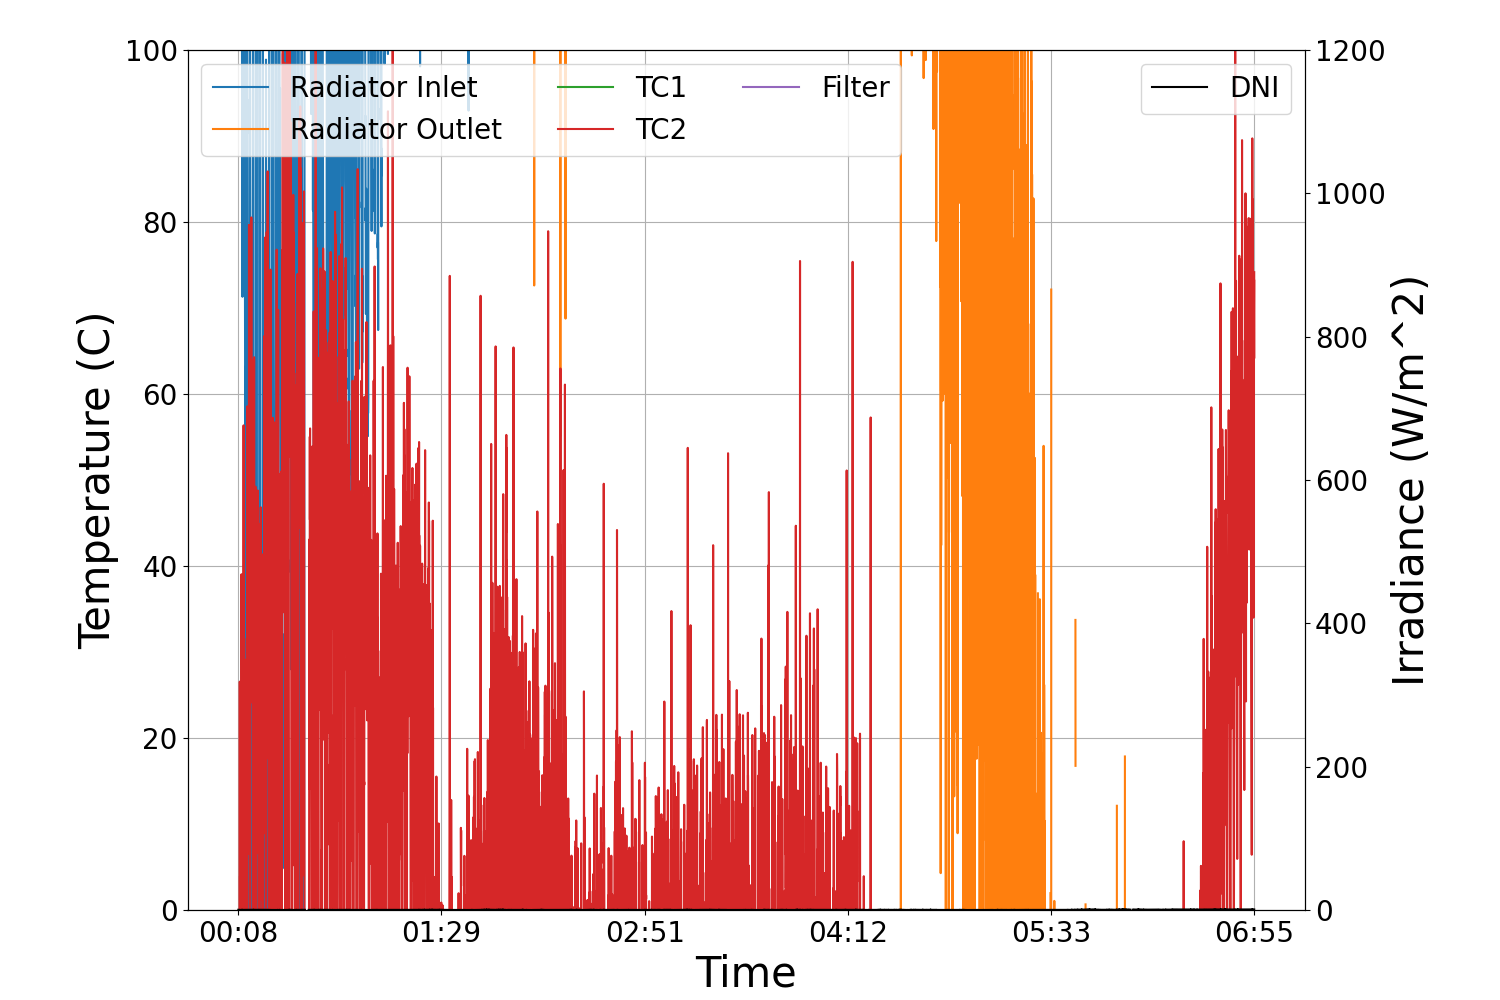 Radiator Inlet
Radiator Outlet
TC1
TC2
Filter
DNI
Temperature (C)
100
80
60
40
20
0
Irradiance (W/m^2)
1200
1000
800
600
400
200
0
00:08 01:29 02:51 04:12 05:33 06:55
Time